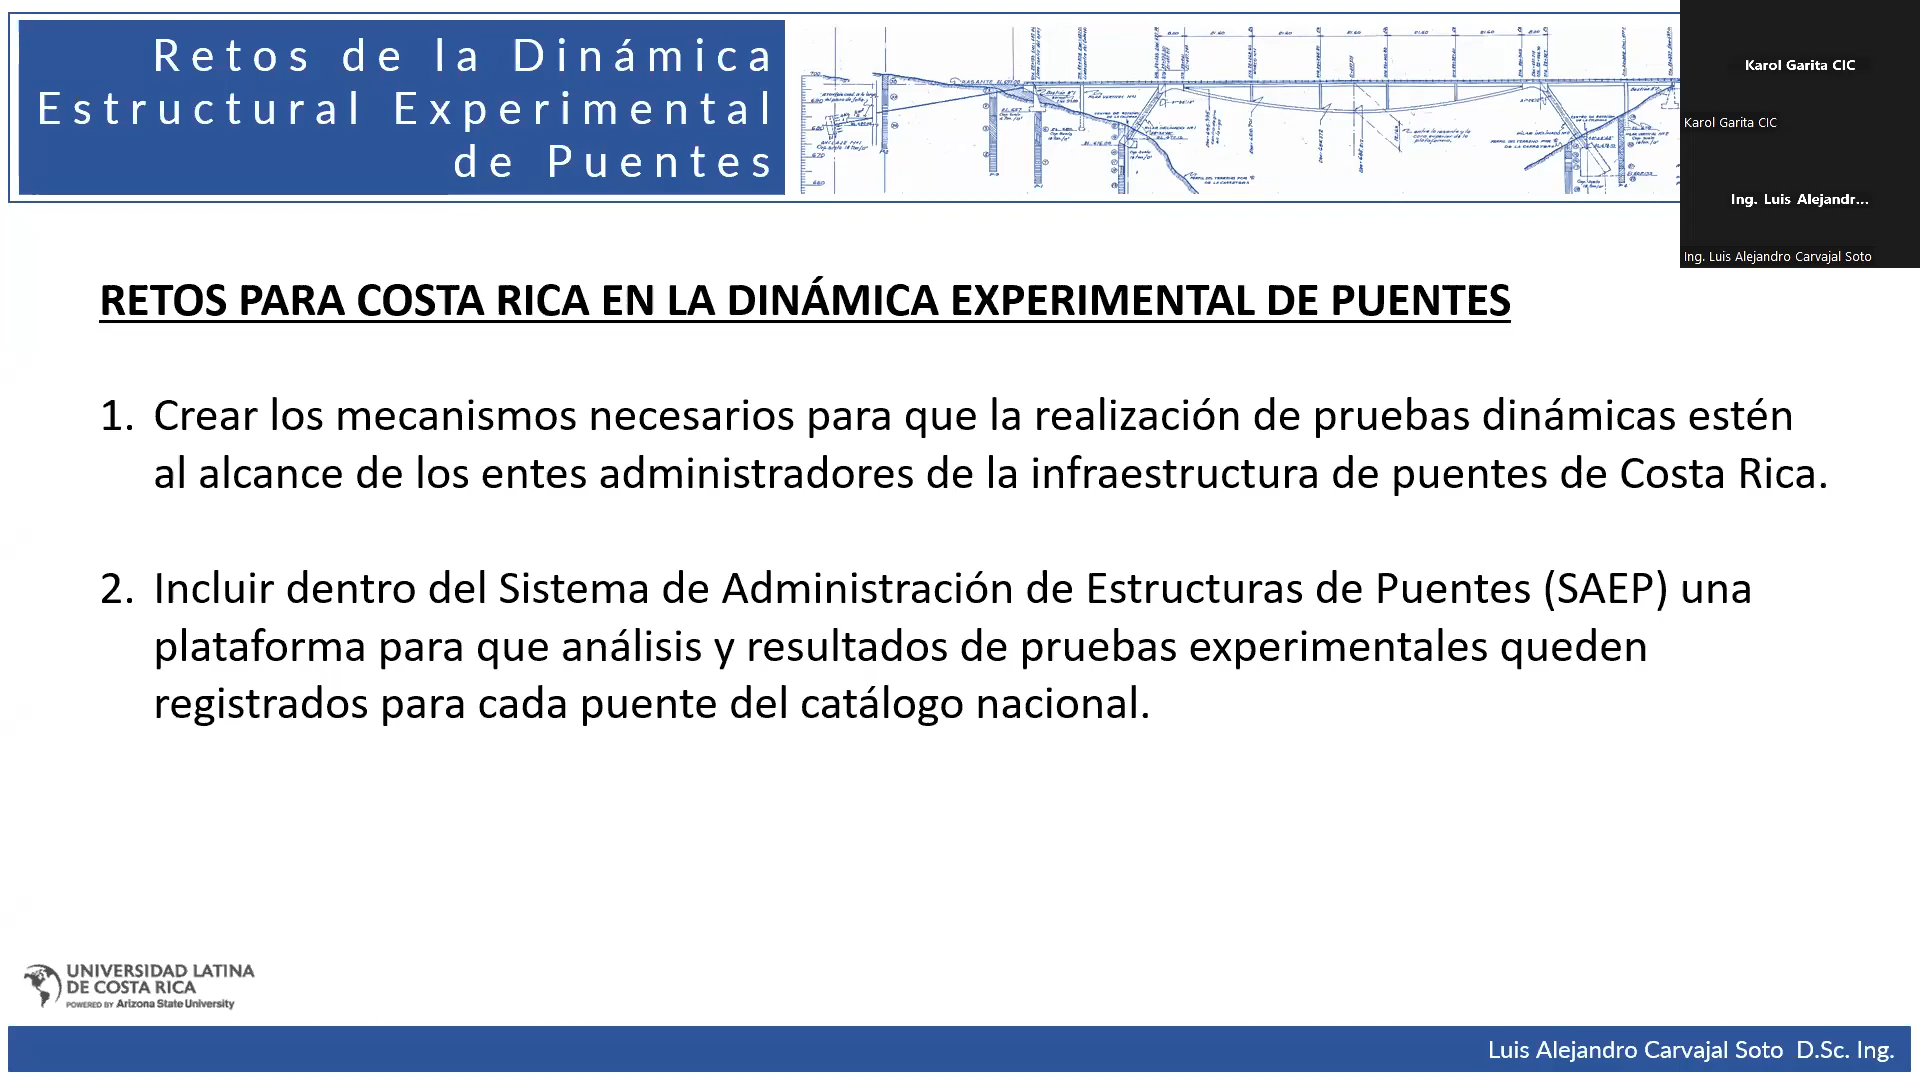 Retos de la Dinámica
Estructural Experimental
de Puentes
Karol Garita CIC
Karol Garita CIC
Ing. Luis Alejandr...
Ing. Luis Alejandro Carvajal Soto
RETOS PARA COSTA RICA EN LA DINÁMICA EXPERIMENTAL DE PUENTES
1. Crear los mecanismos necesarios para que la realización de pruebas dinámicas estén
al alcance de los entes administradores de la infraestructura de puentes de Costa Rica.
2. Incluir dentro del Sistema de Administración de Estructuras de Puentes (SAEP) una
plataforma para que análisis y resultados de pruebas experimentales queden
registrados para cada puente del catálogo nacional.
UNIVERSIDAD LATINA
DE COSTA RICA
POWERED BY Arizona State University
Luis Alejandro Carvajal Soto D.Sc. Ing.